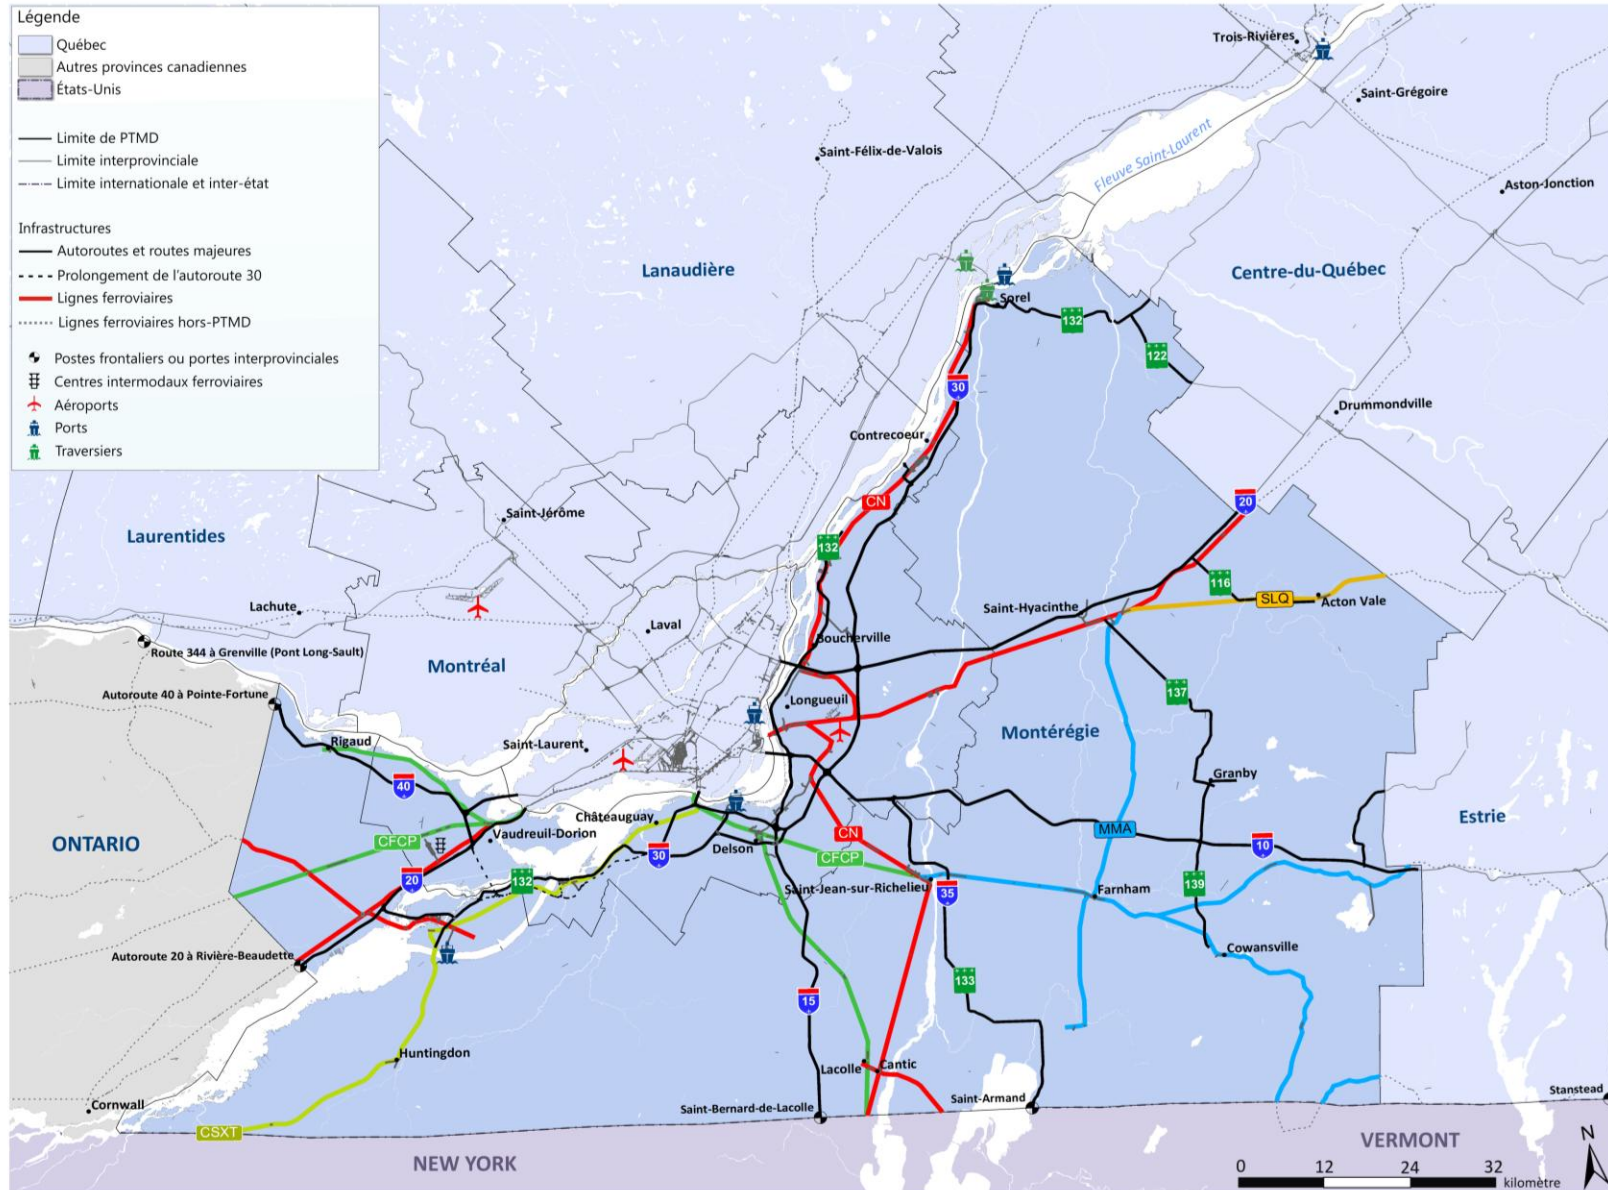 Légende
Québec
Autres provinces canadiennes
États-Unis
Limite de PTMD
Limite interprovinciale
Limite internationale et inter-état
Infrastructures
Autoroutes et routes majeures
Prolongement de l'autoroute 30
Lignes ferroviaires
Lignes ferroviaires hors-PTMD
Postes frontaliers ou portes interprovinciales
Centres intermodaux ferroviaires
Aéroports
Ports
Traversiers
Trois-Rivières
Saint-Grégoire
Saint-Félix-de-Valois
Fleuve Saint-Laurent
Aston-Jonction
Lanaudière
Centre-du-Québec
Sorel
132
122
30
Drummondville
Contrecoeur
CN
20
Saint-Jérôme
Laurentides
132
116
Lachute
Saint-Hyacinthe
SLQ
Acton Vale
Laval
Boucherville
Route 344 à Grenville (Pont Long-Sault)
Montréal
Autoroute 40 à Pointe-Fortune
137
Longueuil
Montérégie
Rigaud
Saint-Laurent
40
Granby
Châteauguay
Estrie
ONTARIO
CFCP
Vaudreuil-Dorion
CN
MMA
10
30
Delson
CFCP
20
132
Saint-Jean-sur-Richelieu
35
Farnham
139
Autoroute 20 à Rivière-Beaudette
Cowansville
133
15
Huntingdon
Lacolle
Cantic
Cornwall
Saint-Bernard-de-Lacolle
Saint-Armand
Stanstead
CSXT
NEW YORK
VERMONT
N
0 12 24 32
kilomètre